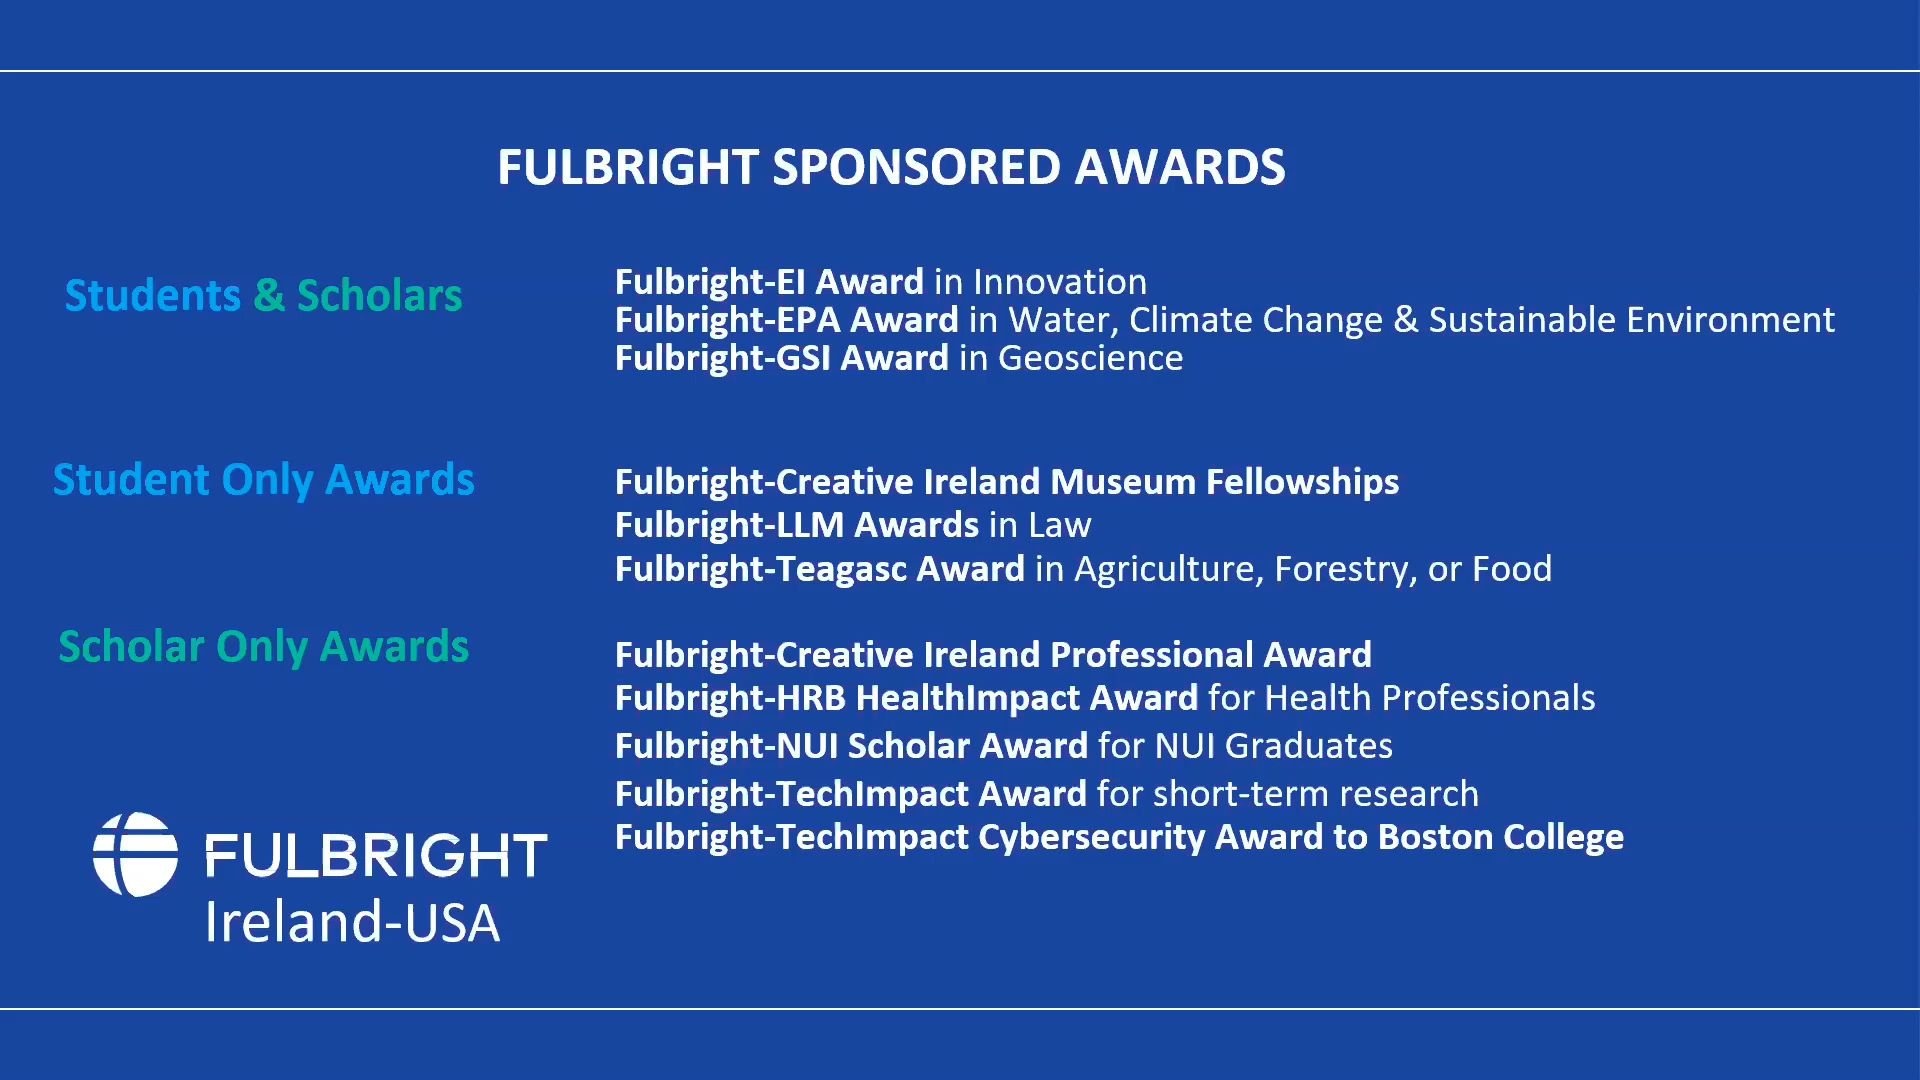 FULBRIGHT SPONSORED AWARDS
Students & Scholars
Fulbright-EI Award in Innovation
Fulbright-EPA Award in Water, Climate Change & Sustainable Environment
Fulbright-GSI Award in Geoscience
Student Only Awards
Fulbright-Creative Ireland Museum Fellowships
Fulbright-LLM Awards in Law
Fulbright-Teagasc Award in Agriculture, Forestry, or Food
Scholar Only Awards
Fulbright-Creative Ireland Professional Award
Fulbright-HRB HealthImpact Award for Health Professionals
Fulbright-NUI Scholar Award for NUI Graduates
Fulbright-TechImpact Award for short-term research
Fulbright-TechImpact Cybersecurity Award to Boston College
FULBRIGHT
Ireland-USA